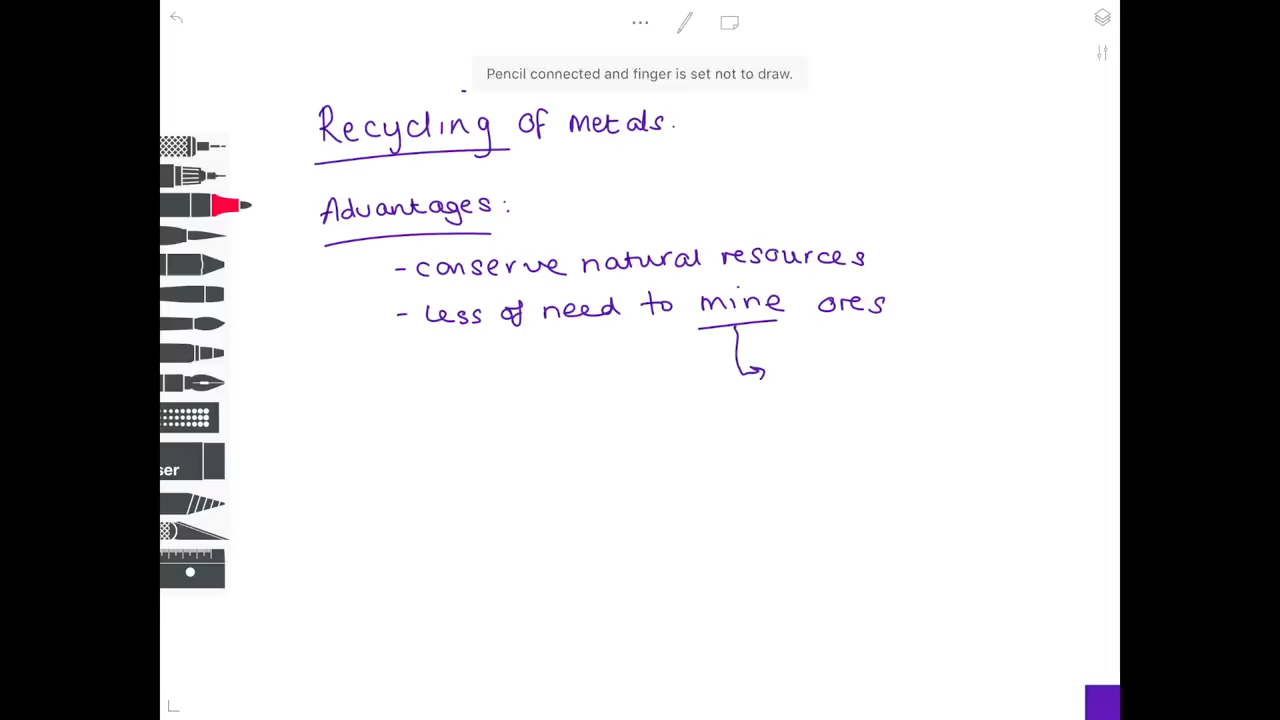 Pencil connected and finger is set not to draw.
Recycling of metals.
Advantages:
- conserve natural resources
- less of need to mine ores
ser